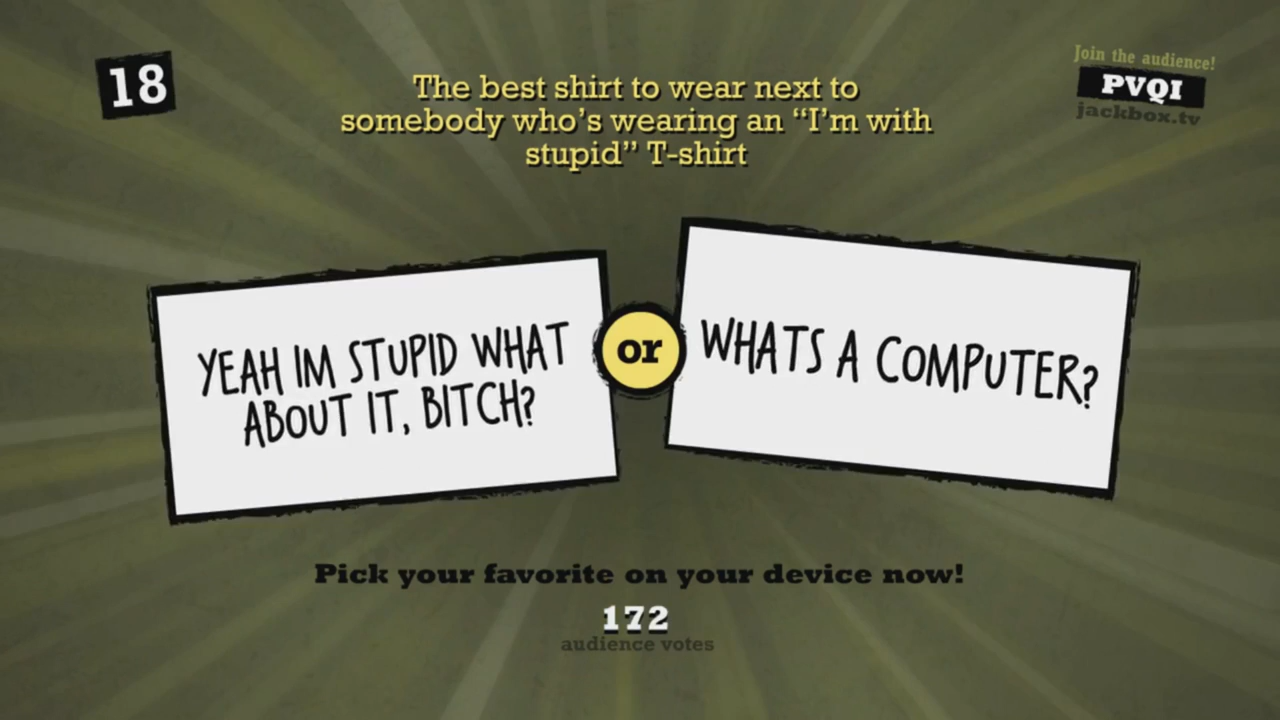 18
The best shirt to wear next to
somebody who's wearing an “I'm with
stupid” T-shirt
Join the audience!
PVQI
jackbox.tv
YEAH IM STUPID WHAT
ABOUT IT, BITCH?
or
WHATS A COMPUTER?
Pick your favorite on your device now!
172
audience votes